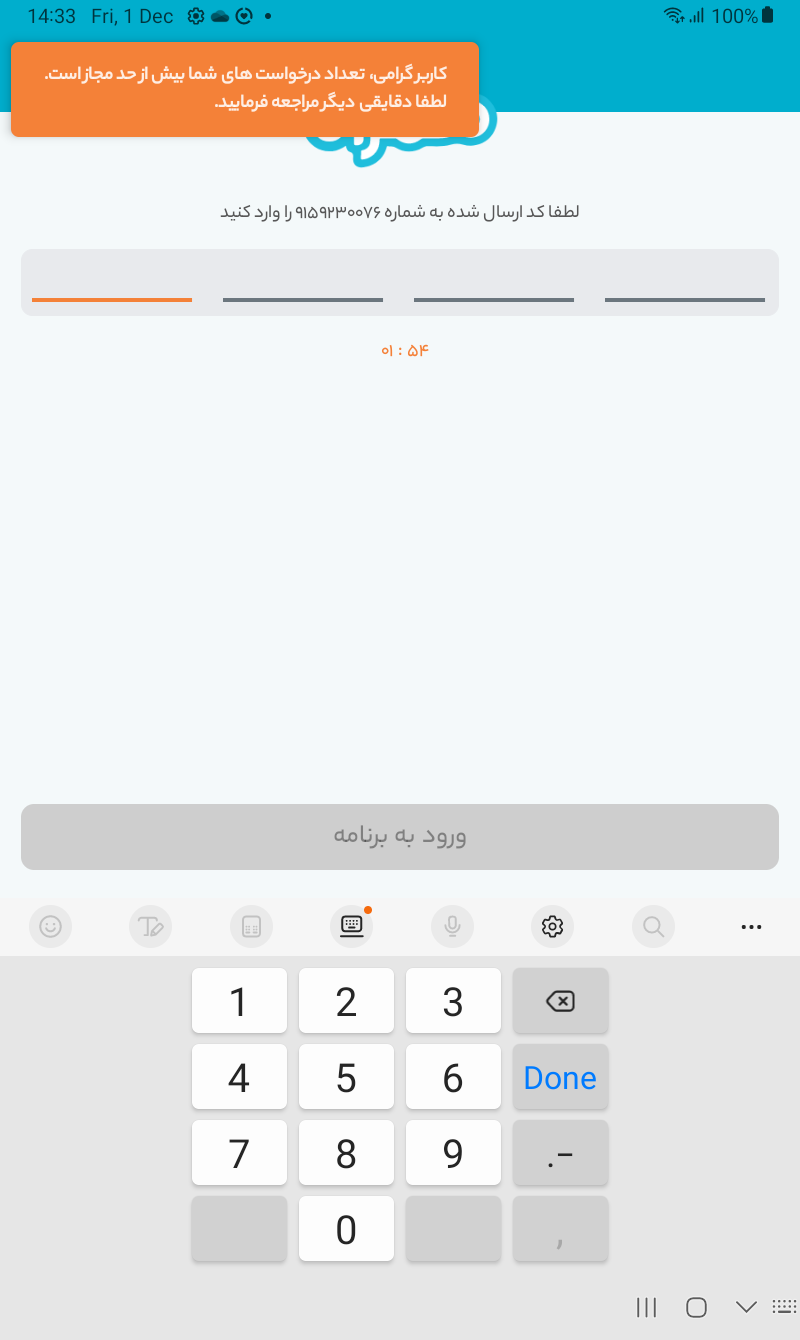 14:33 Fri, 1 Dec 100%
کاربر گرامی، تعداد درخواست های شما بیش از حد مجاز است.
لطفا دقایقی دیگر مراجعه فرمایید.
لطفا کد ارسال شده به شماره ۹۱۵۹۲۳۰۰۷۶ را وارد کنید
۰۱ : ۵۴
ورود به برنامه
1 2 3
4 5 6 Done
7 8 9 .-
0 ,